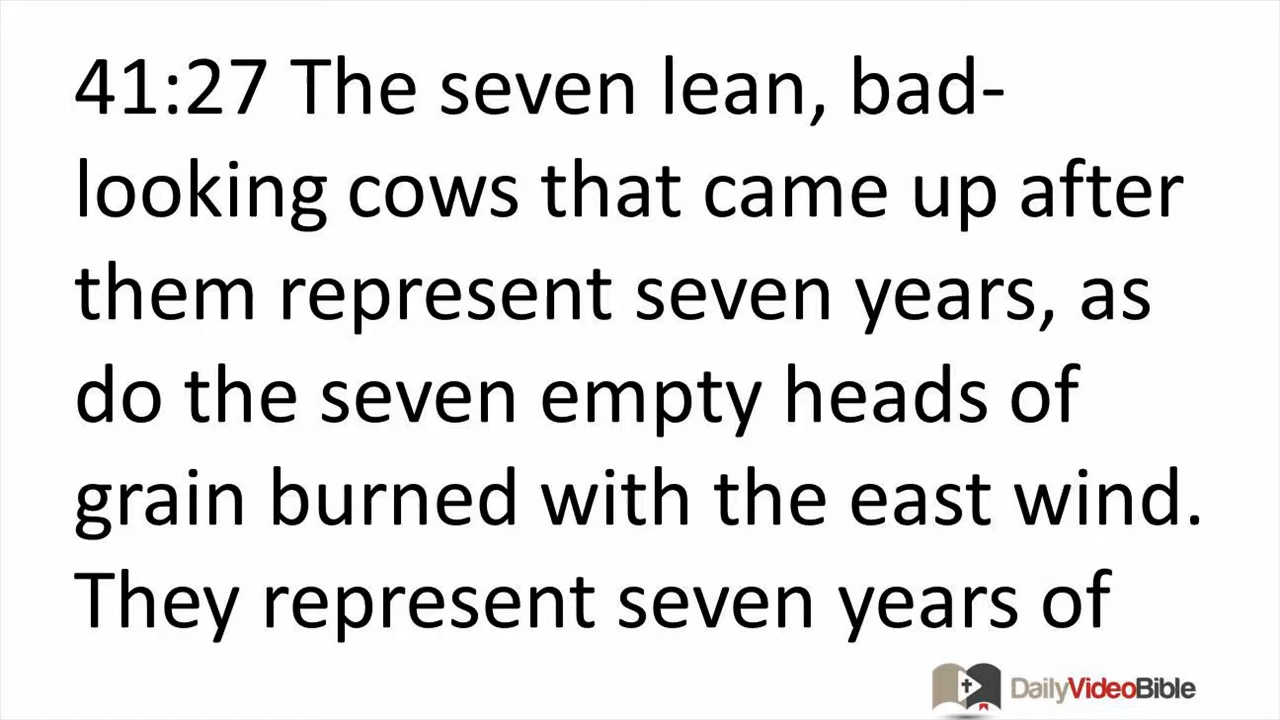 41:27 The seven lean, bad-
looking cows that came up after
them represent seven years, as
do the seven empty heads of
grain burned with the east wind.
They represent seven years of
DailyVideoBible